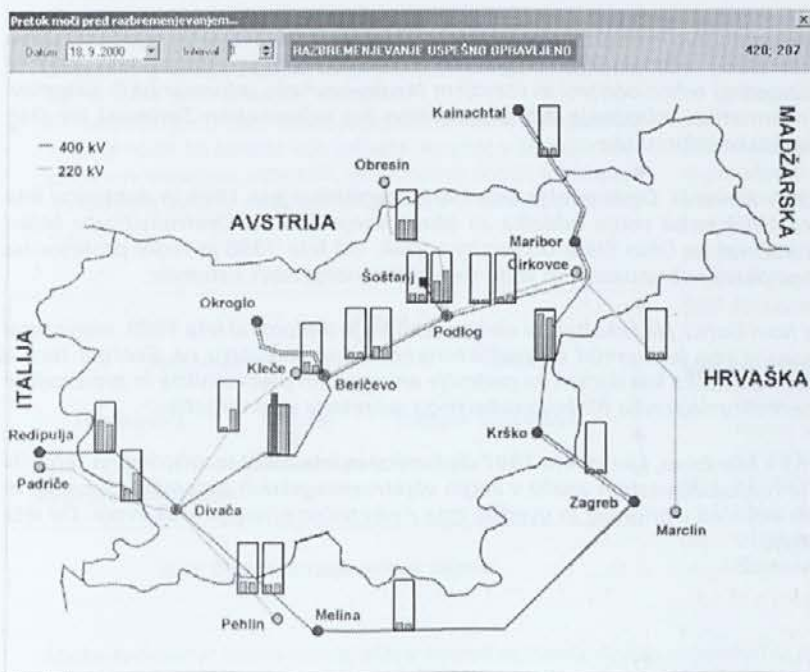 Pretok moči pred razbremenjevanjem...
Datum 18. 9. 2000 Interval RAZBREMENJEVANJE USPEŠNO OPRAVLJENO 420; 207
Kainachtal
MADŽARSKA
400 kV
220 kV
Obresin
AVSTRIJA
Maribor
Cirkovce
Šoštanj
Okroglo
Podlog
Kleče
Beričevo
ITALIJA
HRVAŠKA
Redipulja
Krško
Padriče
Divača
Zagreb
Marclin
Pehlin
Melina